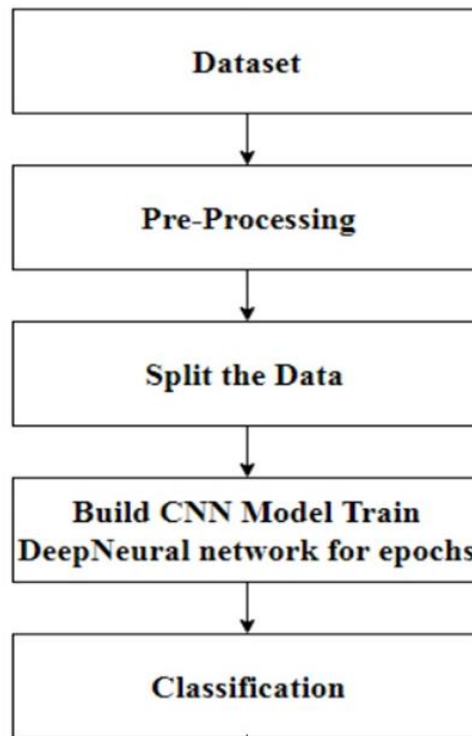 Dataset
Pre-Processing
Split the Data
Build CNN Model Train
DeepNeural network for epochs
Classification